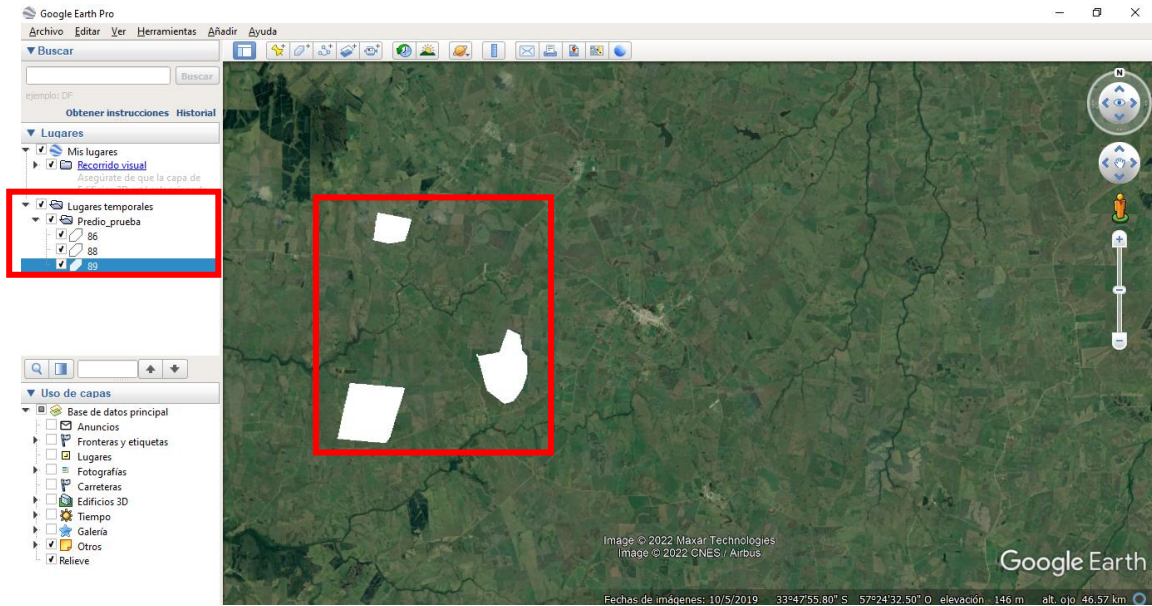 Google Earth Pro
Archivo Editar Ver Herramientas Añadir Ayuda
▼ Buscar
Buscar
ejemplo: DF
Obtener instrucciones Historial
▼ Lugares
Mis lugares
Recorrido visual
Asegúrate de que la capa de
Lugares temporales
Predio_prueba
86
88
89
▼ Uso de capas
Base de datos principal
Anuncios
Fronteras y etiquetas
Lugares
Fotografías
Carreteras
Edificios 3D
Tiempo
Galería
Otros
Relieve
N
Image © 2022 Maxar Technologies
Image © 2022 CNES / Airbus
Google Earth
Fechas de imágenes: 10/5/2019 33°47'55.80" S 57°24'32.50" O elevación 146 m alt. ojo 46.57 km